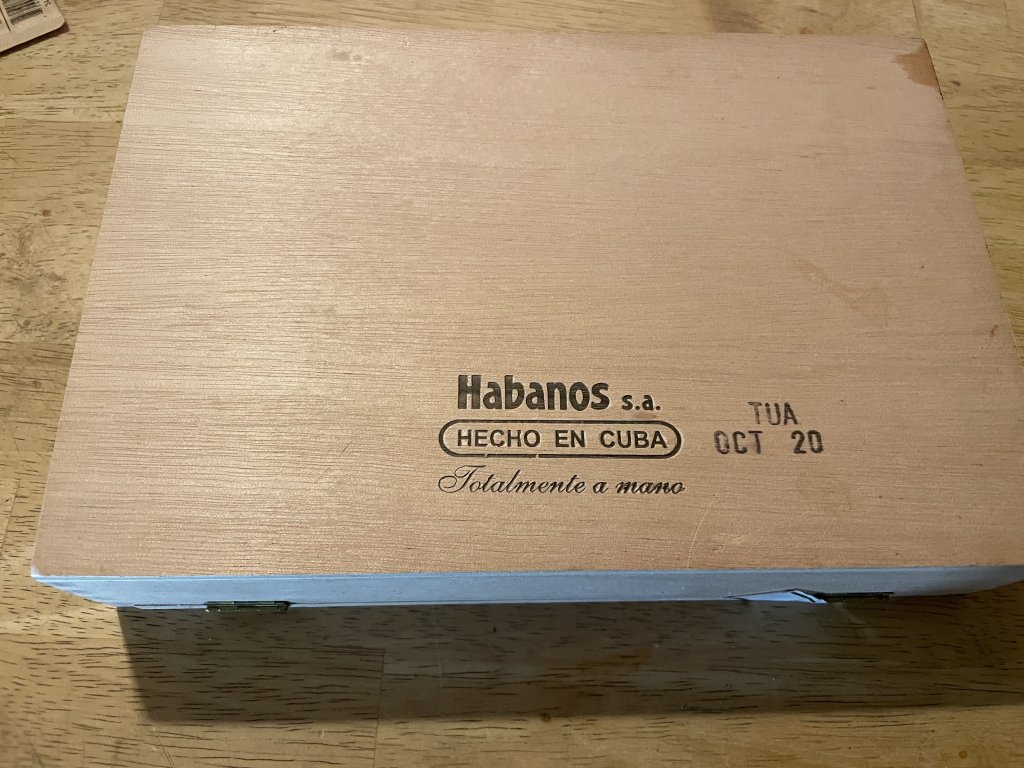 Habanos s.a.
HECHO EN CUBA
Totalmente a mano
TUA
OCT 20